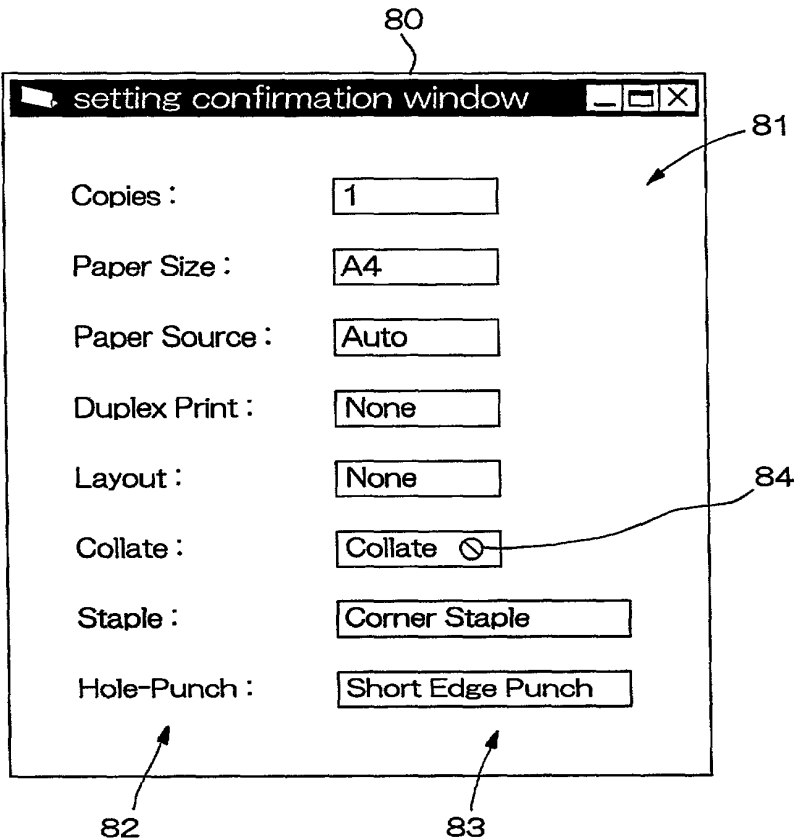 80
setting confirmation window
81
Copies : 1
Paper Size : A4
Paper Source : Auto
Duplex Print : None
Layout : None
84
Collate : Collate
Staple : Corner Staple
Hole-Punch : Short Edge Punch
82 83